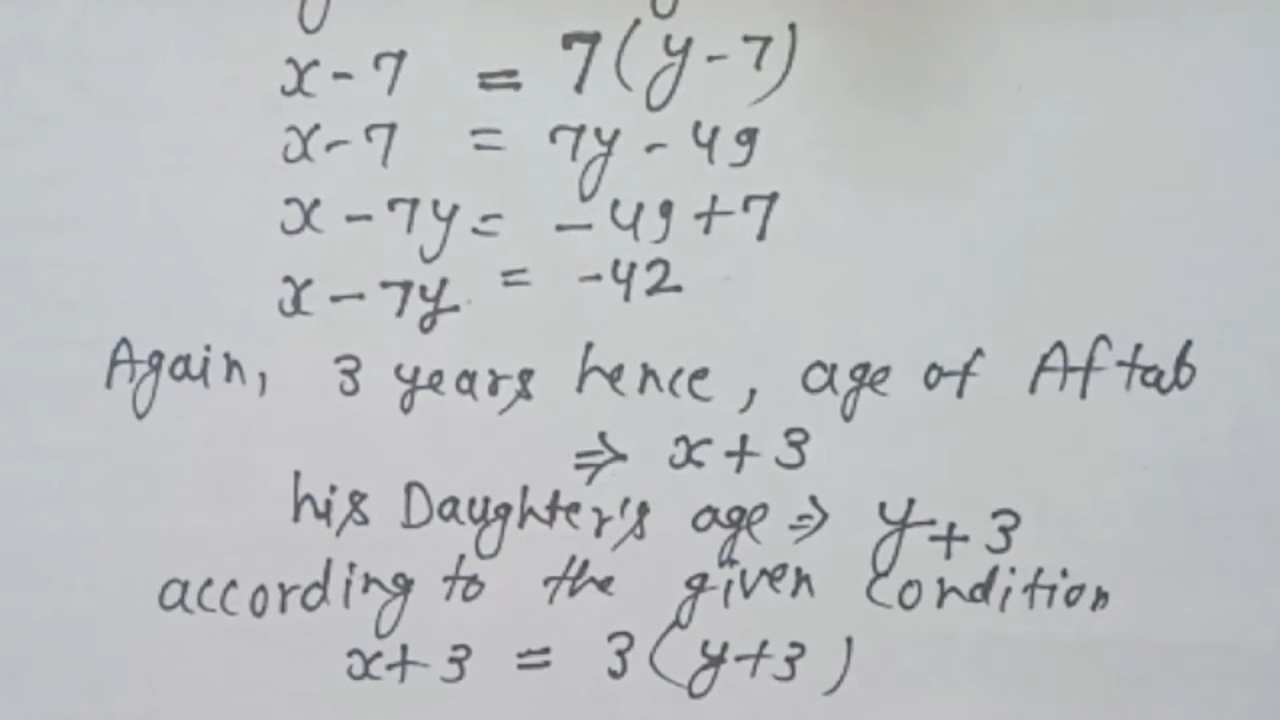 x-7 = 7(y-7)
x-7 = 7y-49
x-7y= -49+7
x-7y = -42
Again, 3 years hence, age of Aftab
⇒ x+3
his Daughter's age ⇒ y+3
according to the given Condition
x+3 = 3(y+3)